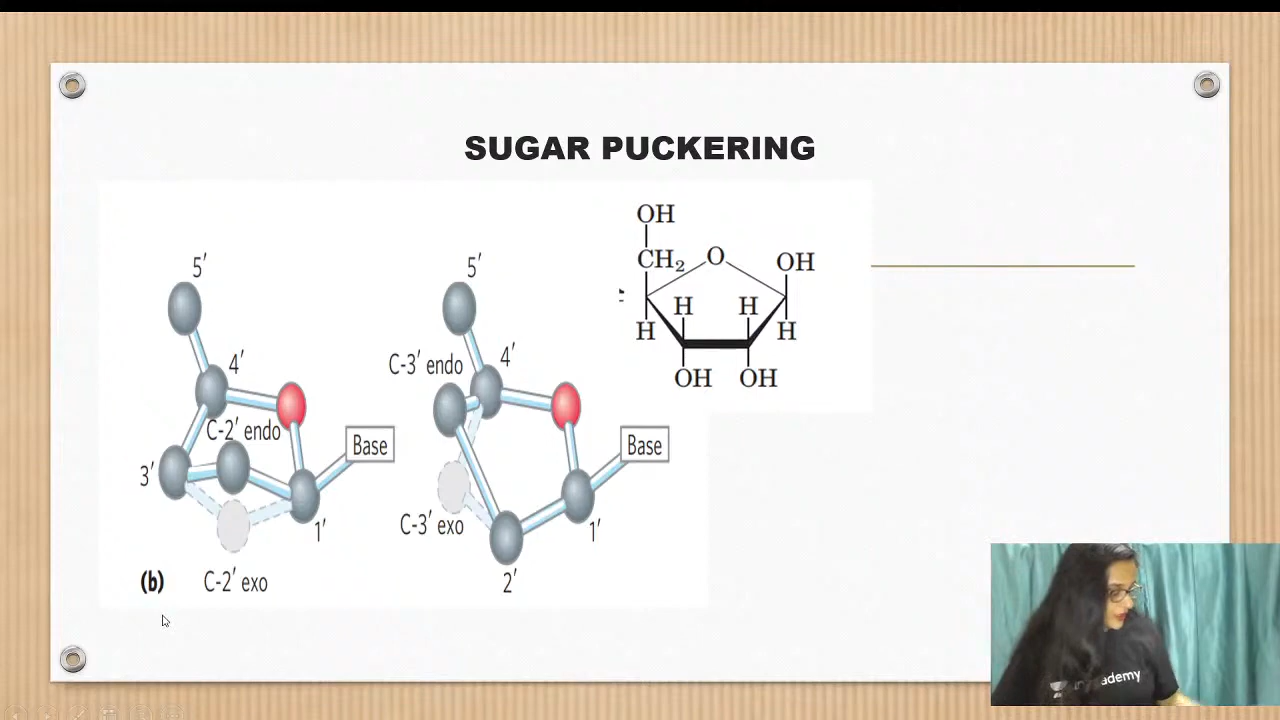 SUGAR PUCKERING
OH
CH2
O
OH
H
H
H
H
OH
OH
5′
4′
C-2′ endo
Base
3′
1′
C-2′ exo
(b)
5′
C-3′ endo
4′
Base
C-3′ exo
1′
2′
ademy